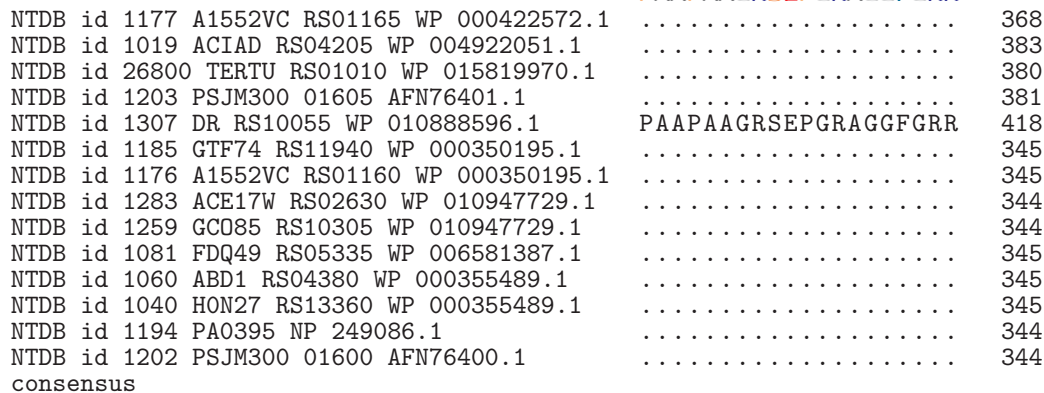 NTDB id 1177 A1552VC RS01165 WP 000422572.1 .................... 368
NTDB id 1019 ACIAD RS04205 WP 004922051.1 .................... 383
NTDB id 26800 TERTU RS01010 WP 015819970.1 .................... 380
NTDB id 1203 PSJM300 01605 AFN76401.1 .................... 381
NTDB id 1307 DR RS10055 WP 010888596.1 PAAPAAGRSEPGRAGGFGRR 418
NTDB id 1185 GTF74 RS11940 WP 000350195.1 .................... 345
NTDB id 1176 A1552VC RS01160 WP 000350195.1 .................... 345
NTDB id 1283 ACE17W RS02630 WP 010947729.1 .................... 344
NTDB id 1259 GCO85 RS10305 WP 010947729.1 .................... 344
NTDB id 1081 FDQ49 RS05335 WP 006581387.1 .................... 345
NTDB id 1060 ABD1 RS04380 WP 000355489.1 .................... 345
NTDB id 1040 HON27 RS13360 WP 000355489.1 .................... 345
NTDB id 1194 PA0395 NP 249086.1 .................... 344
NTDB id 1202 PSJM300 01600 AFN76400.1 .................... 344
consensus